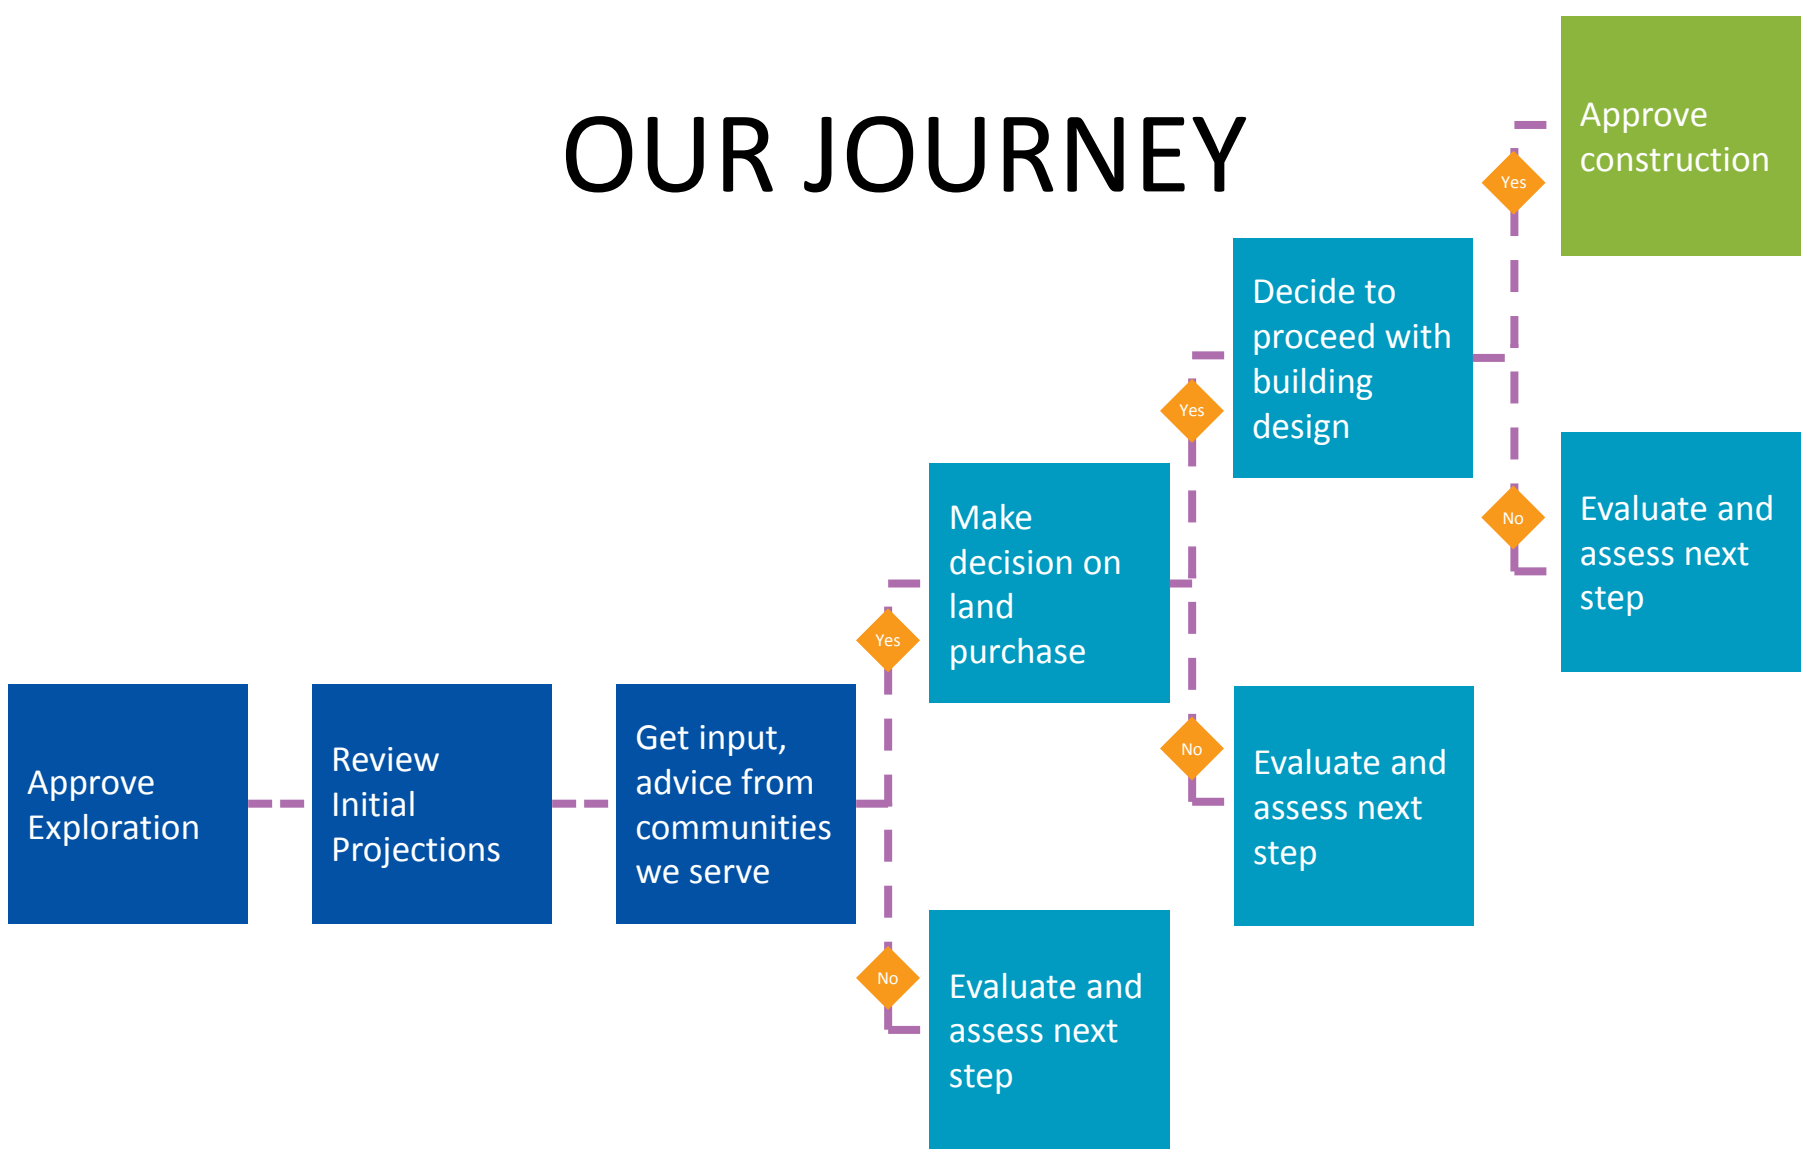 OUR JOURNEY
Approve
Exploration
Review
Initial
Projections
Get input,
advice from
communities
we serve
Yes
No
Make
decision on
land
purchase
Evaluate and
assess next
step
Yes
No
Decide to
proceed with
building
design
Evaluate and
assess next
step
Yes
No
Approve
construction
Evaluate and
assess next
step